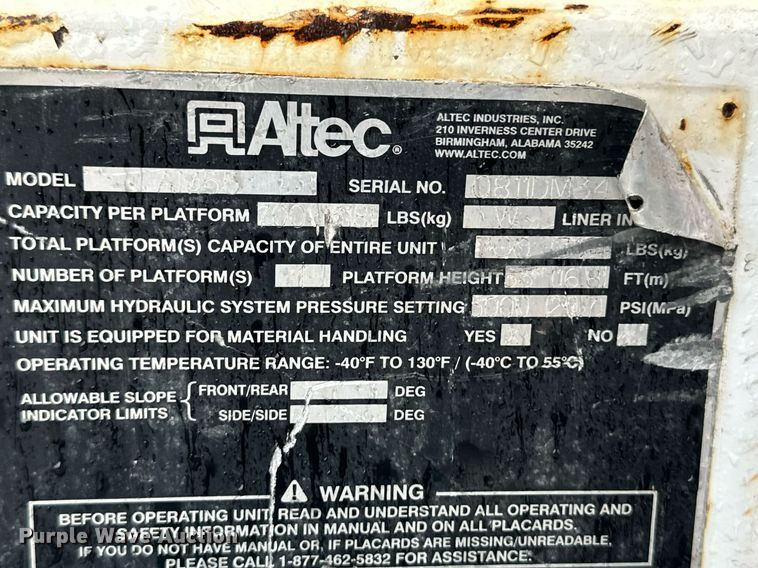 Altec®
ALTEC INDUSTRIES, INC.
210 INVERNESS CENTER DRIVE
BIRMINGHAM, ALABAMA 35242
WWW.ALTEC.COM
MODEL SERIAL NO. 0811DM34
CAPACITY PER PLATFORM LBS(kg) LINER IN
TOTAL PLATFORM(S) CAPACITY OF ENTIRE UNIT LBS(kg)
NUMBER OF PLATFORM(S) PLATFORM HEIGHT FT(m)
MAXIMUM HYDRAULIC SYSTEM PRESSURE SETTING PSI(MPa)
UNIT IS EQUIPPED FOR MATERIAL HANDLING YES NO
OPERATING TEMPERATURE RANGE: -40°F TO 130°F / (-40°C TO 55°C)
ALLOWABLE SLOPE FRONT/REAR DEG
INDICATOR LIMITS SIDE/SIDE DEG
WARNING
BEFORE OPERATING UNIT, READ AND UNDERSTAND ALL OPERATING AND
SAFETY INFORMATION IN MANUAL AND ON ALL PLACARDS.
IF YOU DO NOT HAVE MANUAL OR, IF PLACARDS ARE MISSING/UNREADABLE,
PLEASE CALL 1-877-462-5832 FOR ASSISTANCE.
Purple Wave Auction